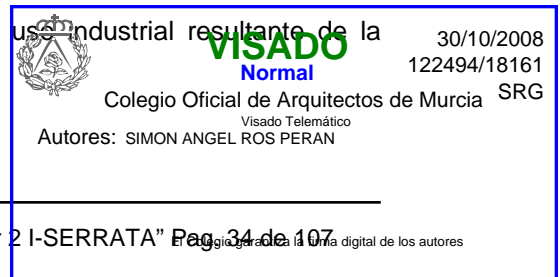 uso industrial resultante de la
VISADO
Normal
30/10/2008
122494/18161
SRG
Colegio Oficial de Arquitectos de Murcia
Visado Telemático
Autores: SIMON ANGEL ROS PERAN
2 I-SERRATA” Pag. 34 de 107
El Colegio garantiza la firma digital de los autores